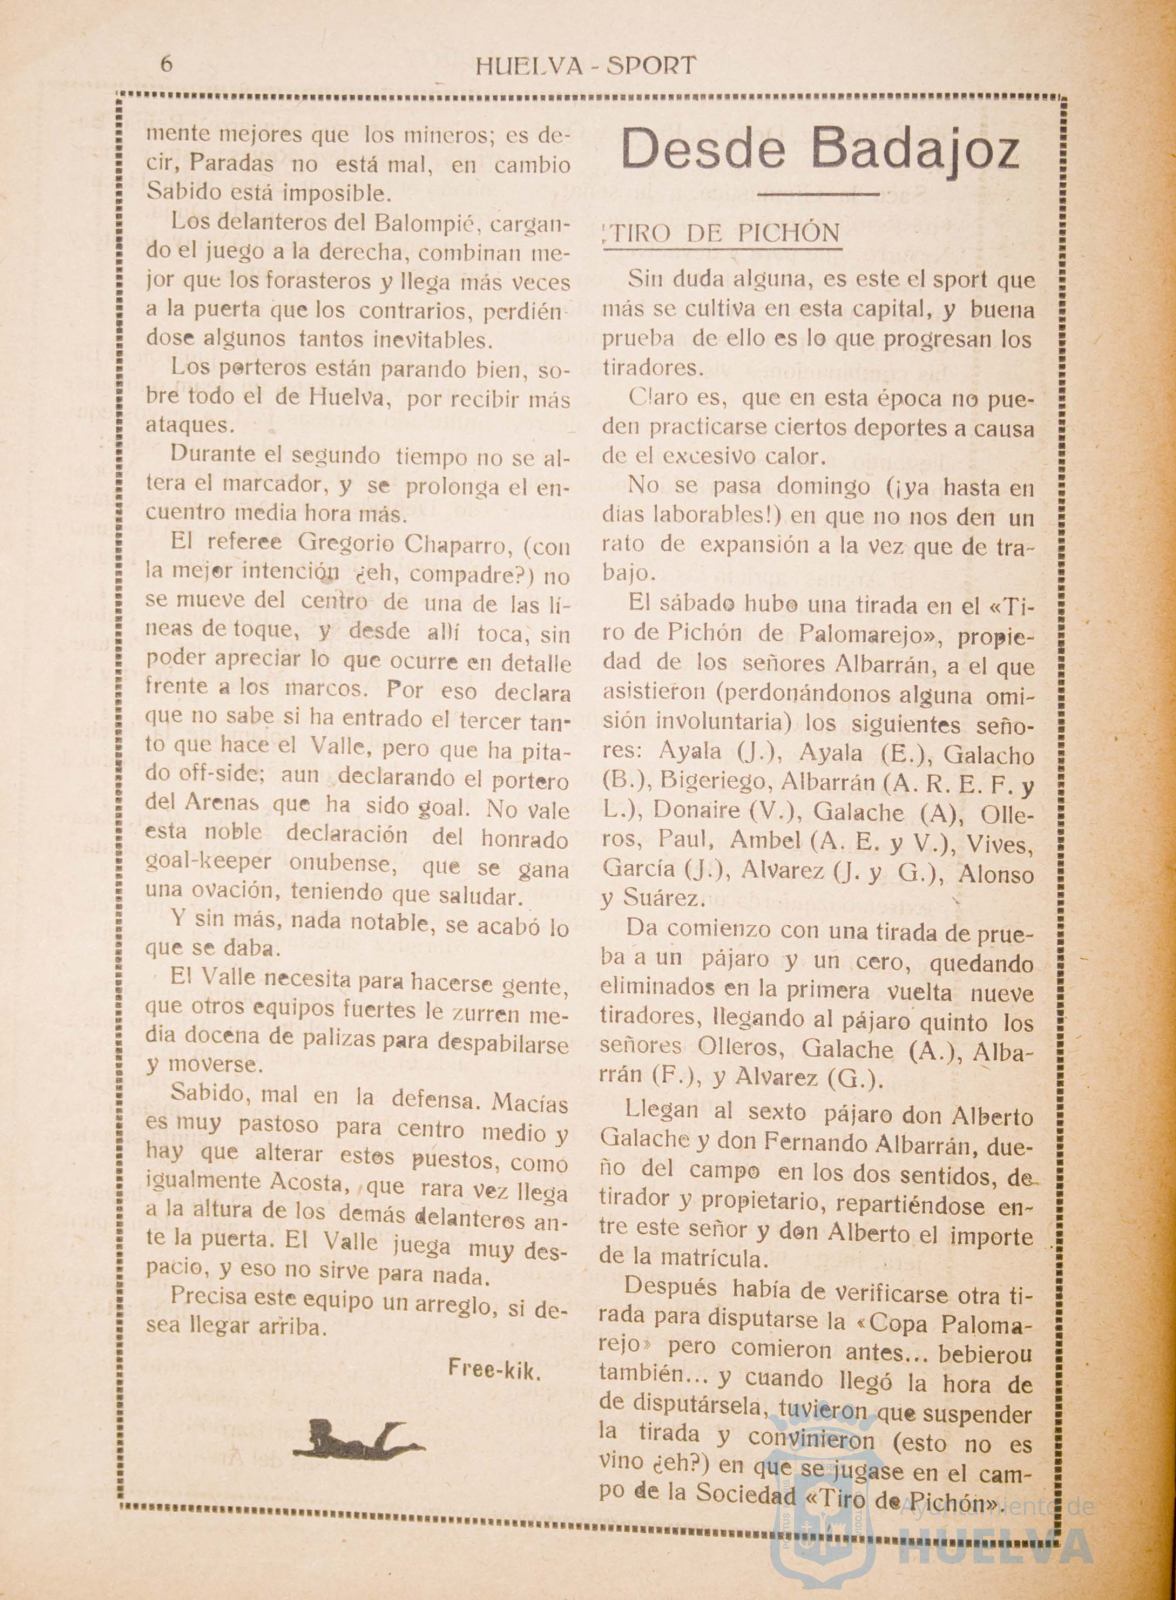 6
HUELVA - SPORT
mente mejores que los mineros; es de-
cir, Paradas no está mal, en cambio
Sabido está imposible.
Los delanteros del Balompié, cargan-
do el juego a la derecha, combinan me-
jor que los forasteros y llega más veces
a la puerta que los contrarios, perdién-
dose algunos tantos inevitables.
Los porteros están parando bien, so-
bre todo el de Huelva, por recibir más
ataques.
Durante el segundo tiempo no se al-
tera el marcador, y se prolonga el en-
cuentro media hora más.
El referee Gregorio Chaparro, (con
la mejor intención ¿eh, compadre?) no
se mueve del centro de una de las lí-
neas de toque, y desde allí toca, sin
poder apreciar lo que ocurre en detalle
frente a los marcos. Por eso declara
que no sabe si ha entrado el tercer tan-
to que hace el Valle, pero que ha pita-
do off-side; aun declarando el portero
del Arenas que ha sido goal. No vale
esta noble declaración del honrado
goal-keeper onubense, que se gana
una ovación, teniendo que saludar.
Y sin más, nada notable, se acabó lo
que se daba.
El Valle necesita para hacerse gente,
que otros equipos fuertes le zurren me-
dia docena de palizas para despabilarse
y moverse.
Sabido, mal en la defensa. Macías
es muy pastoso para centro medio y
hay que alterar estos puestos, como
igualmente Acosta, que rara vez llega
a la altura de los demás delanteros an-
te la puerta. El Valle juega muy des-
pacio, y eso no sirve para nada.
Precisa este equipo un arreglo, si de-
sea llegar arriba.
Free-kik.
Desde Badajoz
TIRO DE PICHÓN
Sin duda alguna, es este el sport que
más se cultiva en esta capital, y buena
prueba de ello es lo que progresan los
tiradores.
Claro es, que en esta época no pue-
den practicarse ciertos deportes a causa
de el excesivo calor.
No se pasa domingo (¡ya hasta en
días laborables!) en que no nos den un
rato de expansión a la vez que de tra-
bajo.
El sábado hubo una tirada en el «Ti-
ro de Pichón de Palomarejo», propie-
dad de los señores Albarrán, a el que
asistieron (perdonándonos alguna omi-
sión involuntaria) los siguientes seño-
res: Ayala (J.), Ayala (E.), Galacho
(B.), Bigeriego, Albarrán (A. R. E. F. y
L.), Donaire (V.), Galache (A), Olle-
ros, Paul, Ambel (A. E. y V.), Vives,
García (J.), Alvarez (J. y G.), Alonso
y Suárez.
Da comienzo con una tirada de prue-
ba a un pájaro y un cero, quedando
eliminados en la primera vuelta nueve
tiradores, llegando al pájaro quinto los
señores Olleros, Galache (A.), Alba-
rrán (F.), y Alvarez (G.).
Llegan al sexto pájaro don Alberto
Galache y don Fernando Albarrán, due-
ño del campo en los dos sentidos, de
tirador y propietario, repartiéndose en-
tre este señor y don Alberto el importe
de la matrícula.
Después había de verificarse otra ti-
rada para disputarse la «Copa Paloma-
rejo» pero comieron antes... bebierou
también... y cuando llegó la hora de
de disputársela, tuvieron que suspender
la tirada y convinieron (esto no es
vino ¿eh?) en que se jugase en el cam-
po de la Sociedad «Tiro de Pichón».
Ayuntamiento de
HUELVA